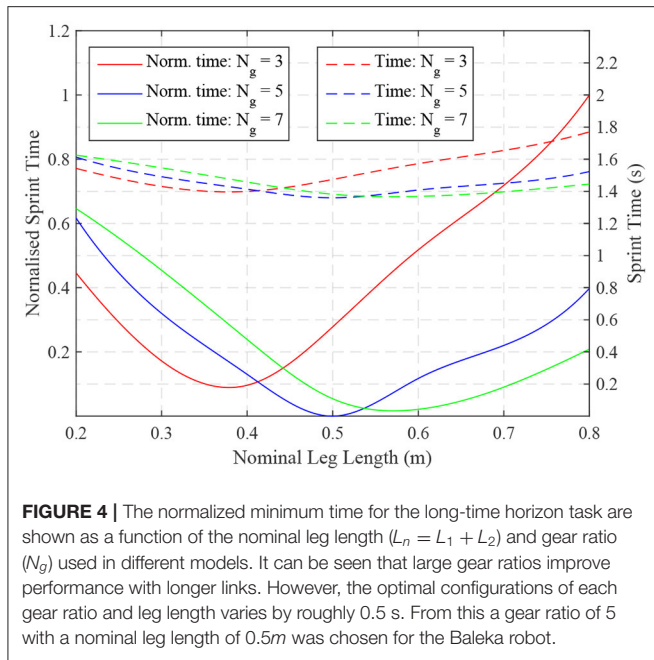 1.2
1
0.8
0.6
0.4
0.2
Normalised Sprint Time
Norm. time: N_g = 3
Norm. time: N_g = 5
Norm. time: N_g = 7
Time: N_g = 3
Time: N_g = 5
Time: N_g = 7
2.2
2
1.8
1.6
1.4
1.2
1
0.8
0.6
0.4
0.2
Sprint Time (s)
0.2 0.3 0.4 0.5 0.6 0.7 0.8
Nominal Leg Length (m)
FIGURE 4 | The normalized minimum time for the long-time horizon task are
shown as a function of the nominal leg length (L_n = L_1 + L_2) and gear ratio
(N_g) used in different models. It can be seen that large gear ratios improve
performance with longer links. However, the optimal configurations of each
gear ratio and leg length varies by roughly 0.5 s. From this a gear ratio of 5
with a nominal leg length of 0.5m was chosen for the Baleka robot.